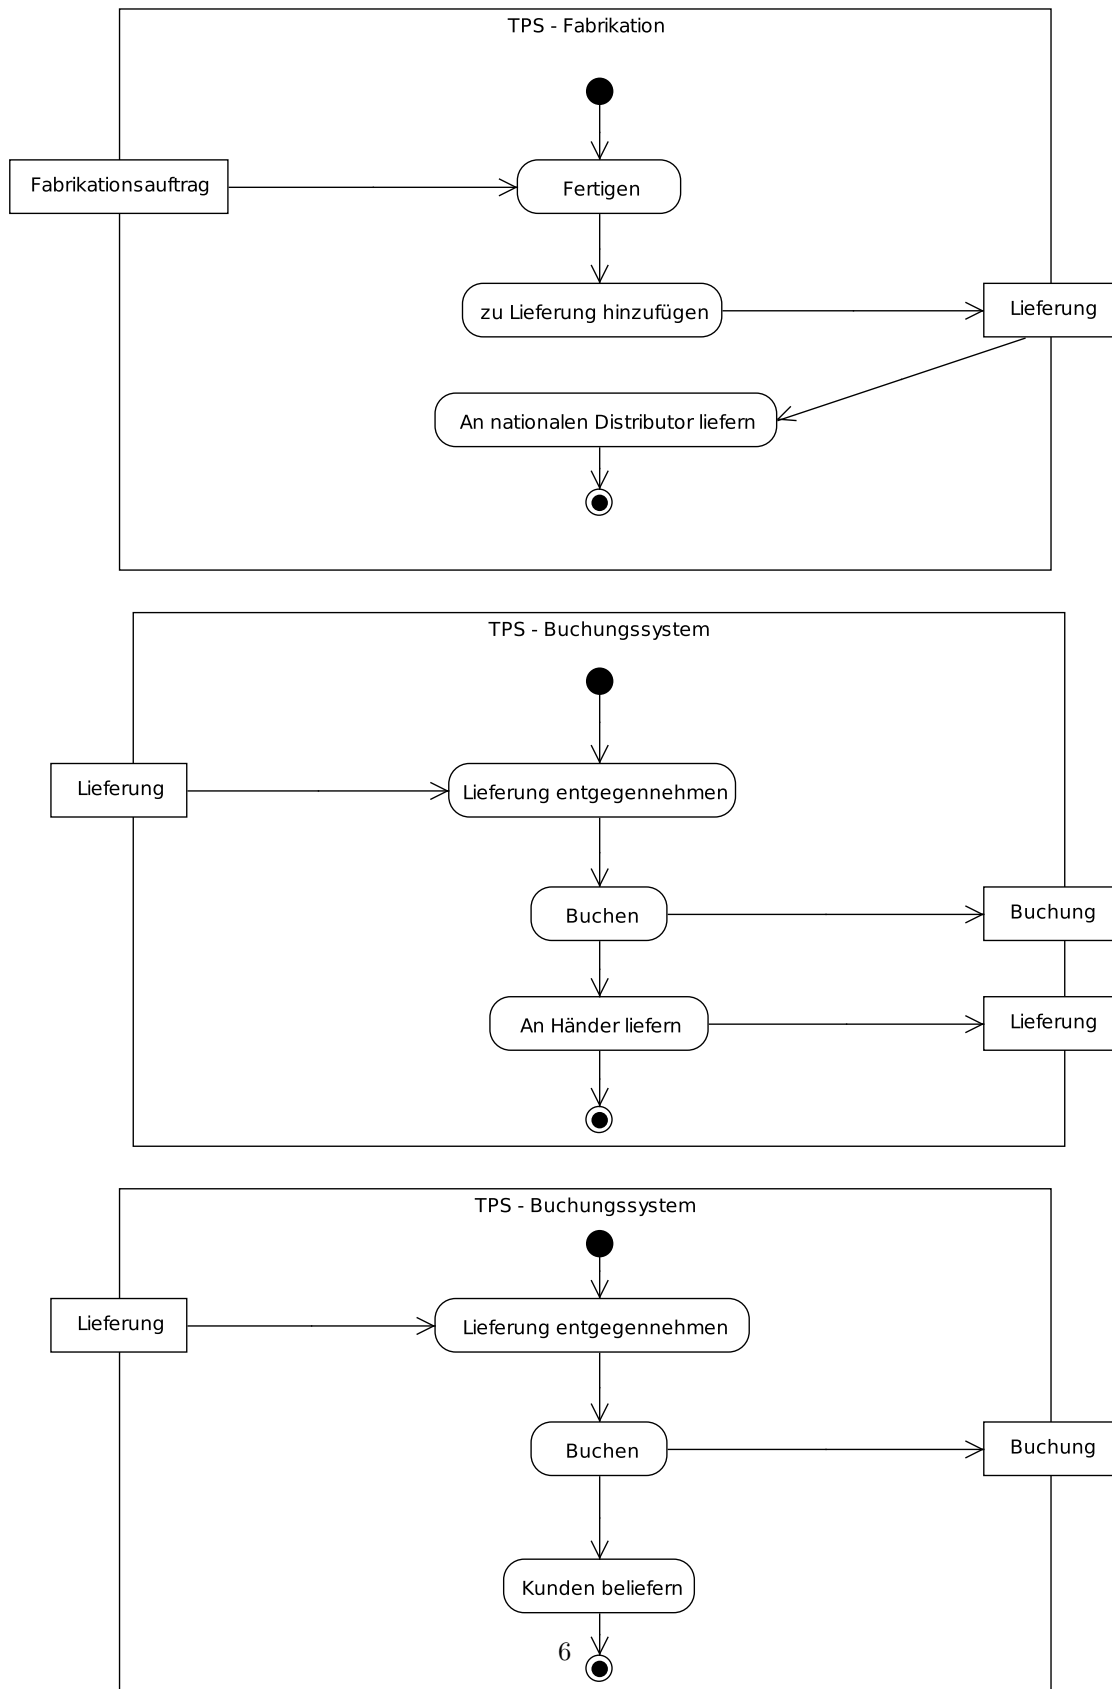 TPS - Fabrikation
Fabrikationsauftrag
Fertigen
zu Lieferung hinzufügen
Lieferung
An nationalen Distributor liefern
TPS - Buchungssystem
Lieferung
Lieferung entgegennehmen
Buchen
Buchung
An Händer liefern
Lieferung
TPS - Buchungssystem
Lieferung
Lieferung entgegennehmen
Buchen
Buchung
Kunden beliefern
6